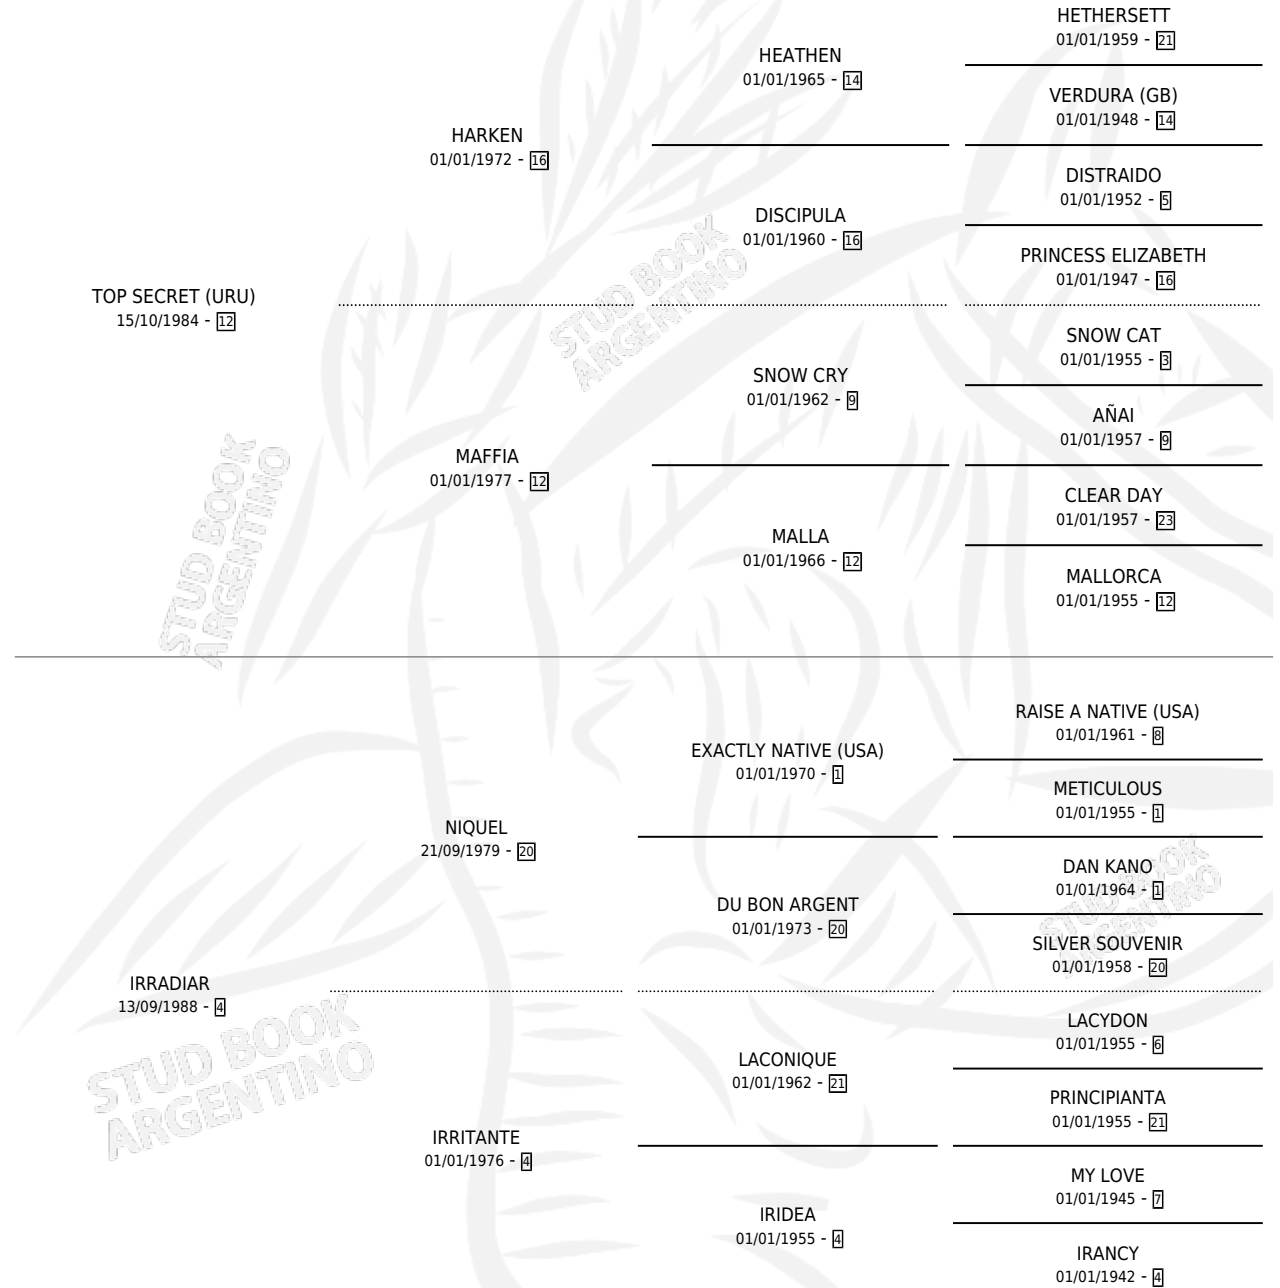 TOP SECRET (URU)
15/10/1984 - 12
HARKEN
01/01/1972 - 16
HEATHEN
01/01/1965 - 14
HETHERSETT
01/01/1959 - 21
VERDURA (GB)
01/01/1948 - 14
DISCIPULA
01/01/1960 - 16
DISTRAIDO
01/01/1952 - 5
PRINCESS ELIZABETH
01/01/1947 - 16
MAFFIA
01/01/1977 - 12
SNOW CRY
01/01/1962 - 9
SNOW CAT
01/01/1955 - 3
AÑAI
01/01/1957 - 9
MALLA
01/01/1966 - 12
CLEAR DAY
01/01/1957 - 23
MALLORCA
01/01/1955 - 12
IRRADIAR
13/09/1988 - 4
NIQUEL
21/09/1979 - 20
EXACTLY NATIVE (USA)
01/01/1970 - 1
RAISE A NATIVE (USA)
01/01/1961 - 8
METICULOUS
01/01/1955 - 1
DU BON ARGENT
01/01/1973 - 20
DAN KANO
01/01/1964 - 1
SILVER SOUVENIR
01/01/1958 - 20
IRRITANTE
01/01/1976 - 4
LACONIQUE
01/01/1962 - 21
LACYDON
01/01/1955 - 6
PRINCIPIANTA
01/01/1955 - 21
IRIDEA
01/01/1955 - 4
MY LOVE
01/01/1945 - 7
IRANCY
01/01/1942 - 4
STUD BOOK
ARGENTINO
STUD BOOK
ARGENTINO
STUD BOOK
ARGENTINO
STUD BOOK
ARGENTINO